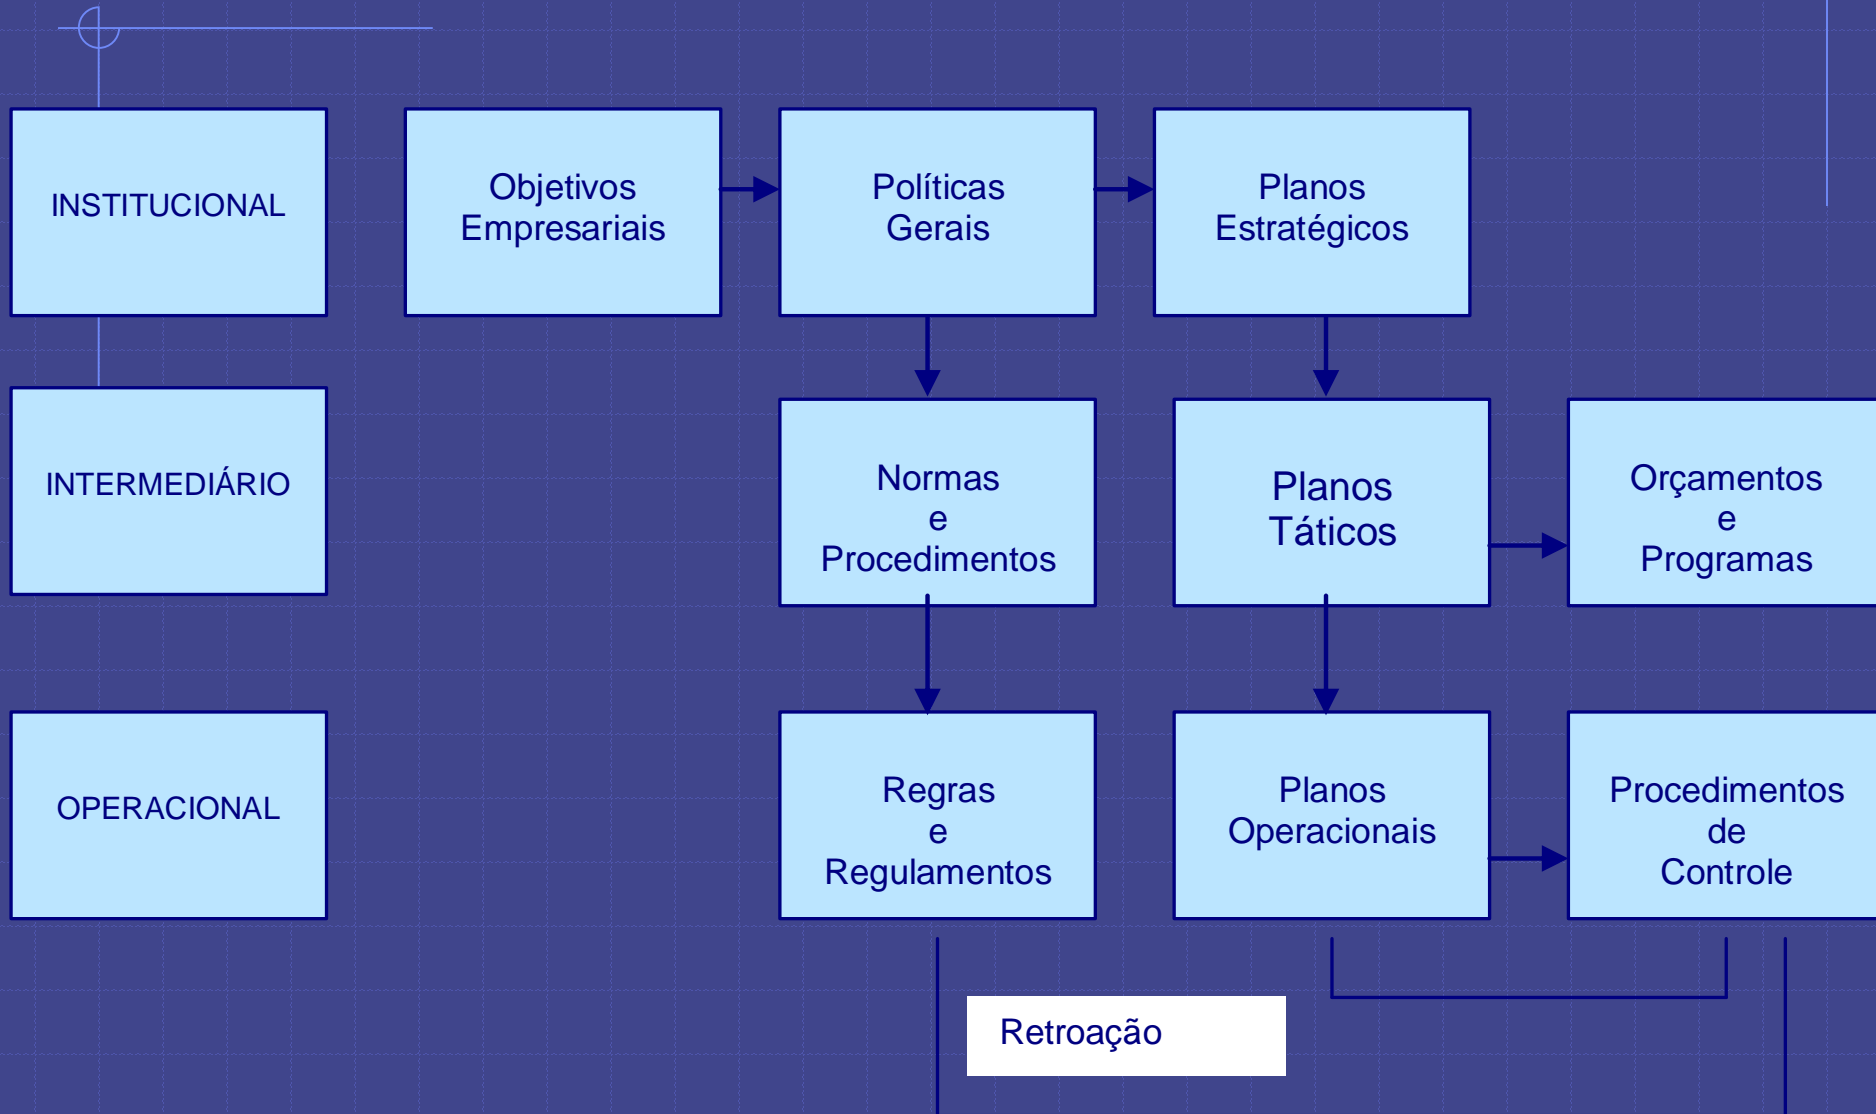 INSTITUCIONAL
Objetivos
Empresariais
Políticas
Gerais
Planos
Estratégicos
INTERMEDIÁRIO
Normas
e
Procedimentos
Planos
Táticos
Orçamentos
e
Programas
OPERACIONAL
Regras
e
Regulamentos
Planos
Operacionais
Procedimentos
de
Controle
Retroação